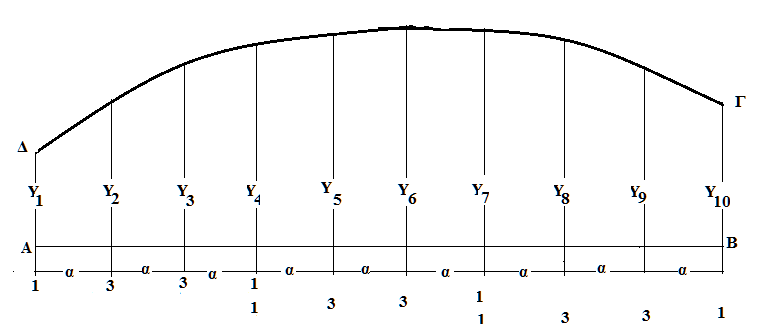 Δ Γ
Y1 Y2 Y3 Y4 Y5 Y6 Y7 Y8 Y9 Y10
A B
α α α α α α α α α
1 3 3 1 3 3 1 3 3 1
1 1